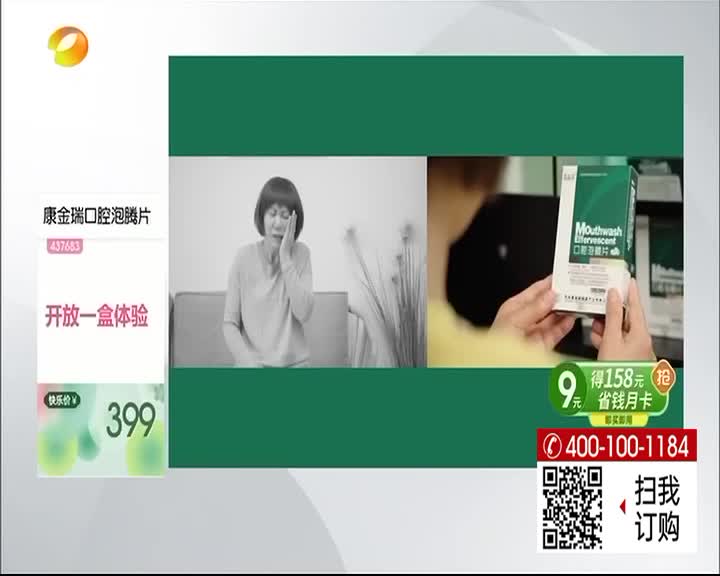 康金瑞口腔泡腾片
437683
开放一盒体验
快乐价¥
399
Mouthwash
Effervescent
口腔泡腾片
9元
得158元
省钱月卡
抢
即买即用
400-100-1184
扫我
订购